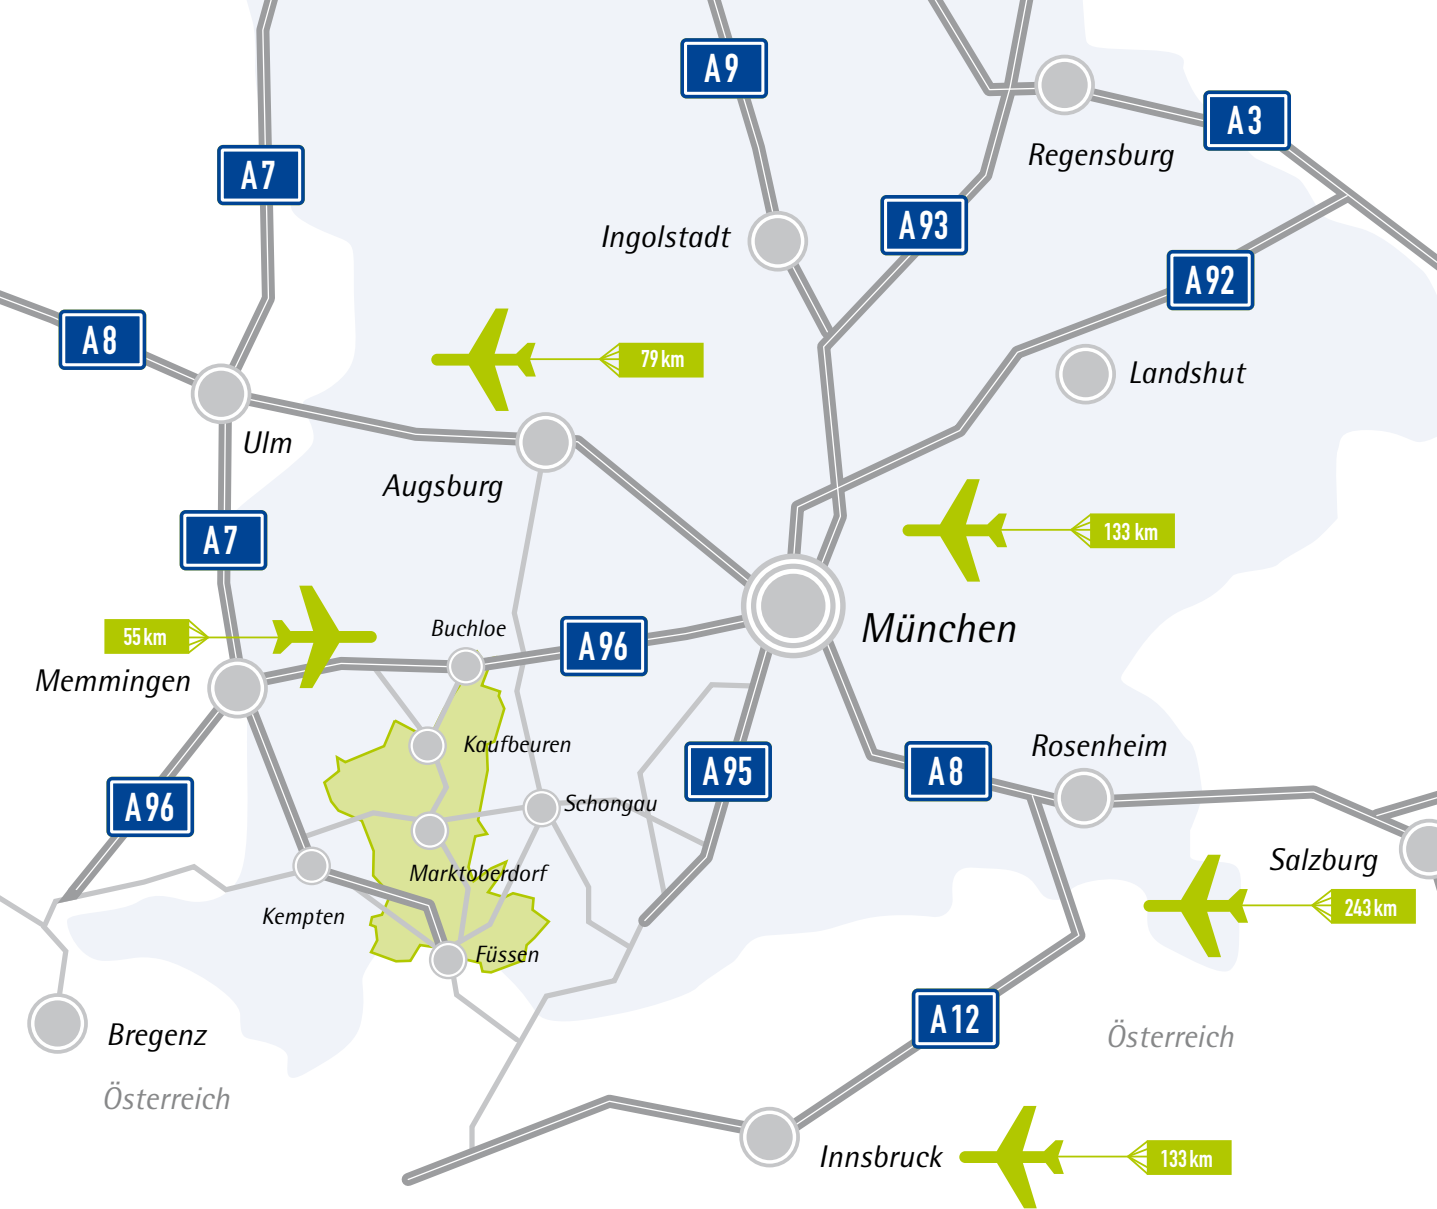 A9
A3
Regensburg
A7
A93
Ingolstadt
A92
A8
79 km
Landshut
Ulm
Augsburg
133 km
A7
55 km
Buchloe
A96
München
Memmingen
Kaufbeuren
Rosenheim
A95
A8
A96
Schongau
Salzburg
Marktoberdorf
243 km
Kempten
Füssen
A12
Bregenz
Österreich
Österreich
Innsbruck
133 km